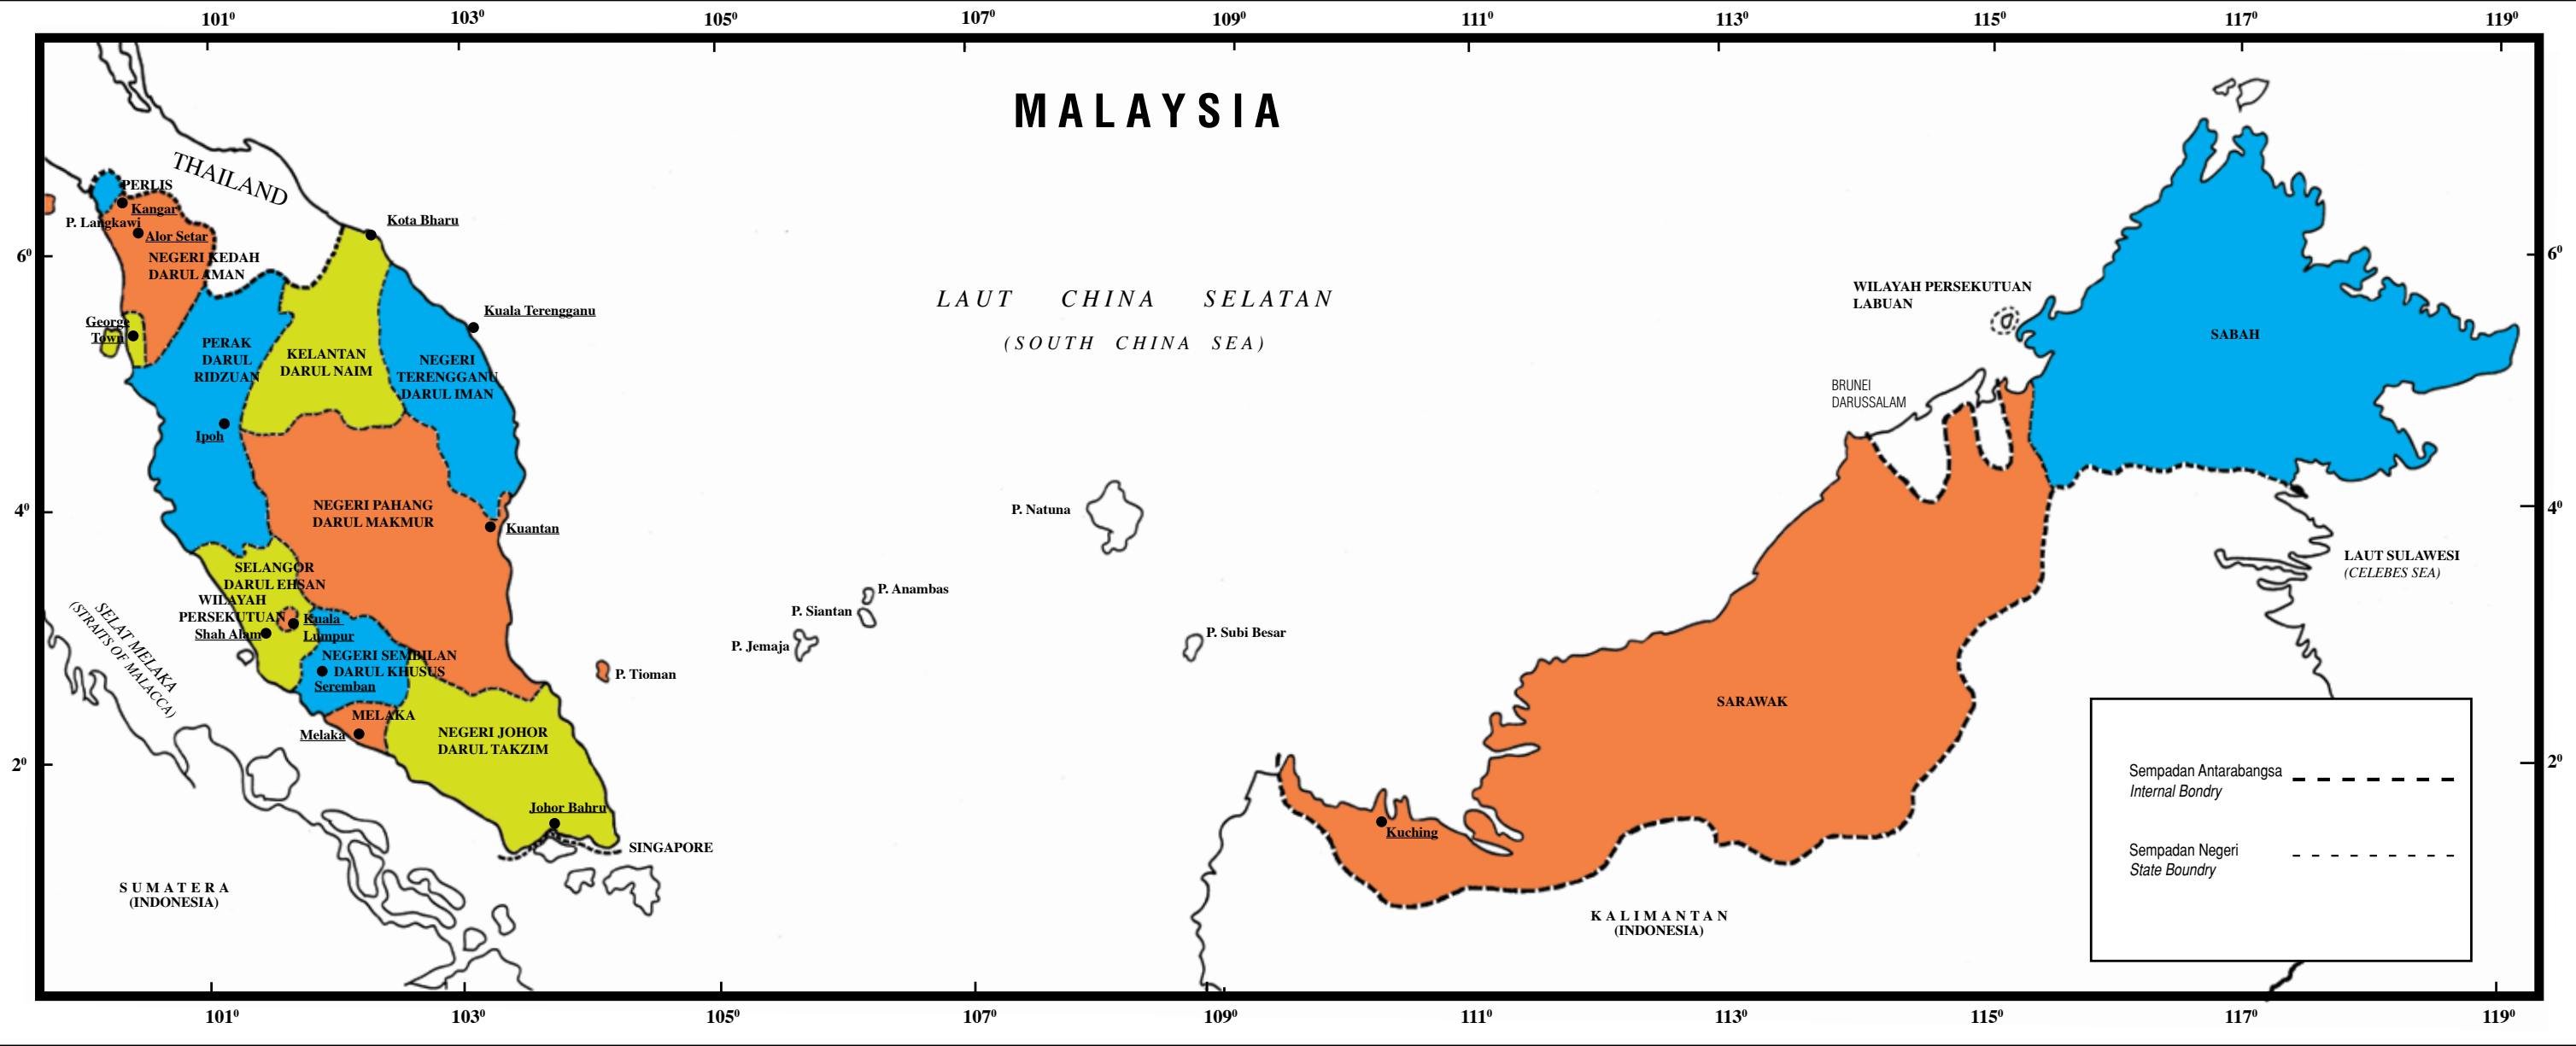 101⁰ 103⁰ 105⁰ 107⁰ 109⁰ 111⁰ 113⁰ 115⁰ 117⁰ 119⁰
MALAYSIA
THAILAND
PERLIS
Kangar
P. Langkawi
Alor Setar
Kota Bharu
6⁰
6⁰
NEGERI KEDAH
DARUL AMAN
George
Town
Kuala Terengganu
PERAK
DARUL
RIDZUAN
KELANTAN
DARUL NAIM
NEGERI
TERENGGANU
DARUL IMAN
Ipoh
LAUT CHINA SELATAN
(SOUTH CHINA SEA)
WILAYAH PERSEKUTUAN
LABUAN
SABAH
BRUNEI
DARUSSALAM
4⁰
4⁰
NEGERI PAHANG
DARUL MAKMUR
Kuantan
P. Natuna
LAUT SULAWESI
(CELEBES SEA)
SELANGOR
DARUL EHSAN
WILAYAH
PERSEKUTUAN
Kuala
Lumpur
Shah Alam
P. Anambas
P. Siantan
P. Jemaja
P. Subi Besar
P. Tioman
SELAT MELAKA
(STRAITS OF MALACCA)
NEGERI SEMBILAN
DARUL KHUSUS
Seremban
MELAKA
Melaka
NEGERI JOHOR
DARUL TAKZIM
SARAWAK
2⁰
2⁰
Johor Bahru
SINGAPORE
Kuching
SUMATERA
(INDONESIA)
KALIMANTAN
(INDONESIA)
Sempadan Antarabangsa
Internal Bondry
Sempadan Negeri
State Boundry
101⁰ 103⁰ 105⁰ 107⁰ 109⁰ 111⁰ 113⁰ 115⁰ 117⁰ 119⁰